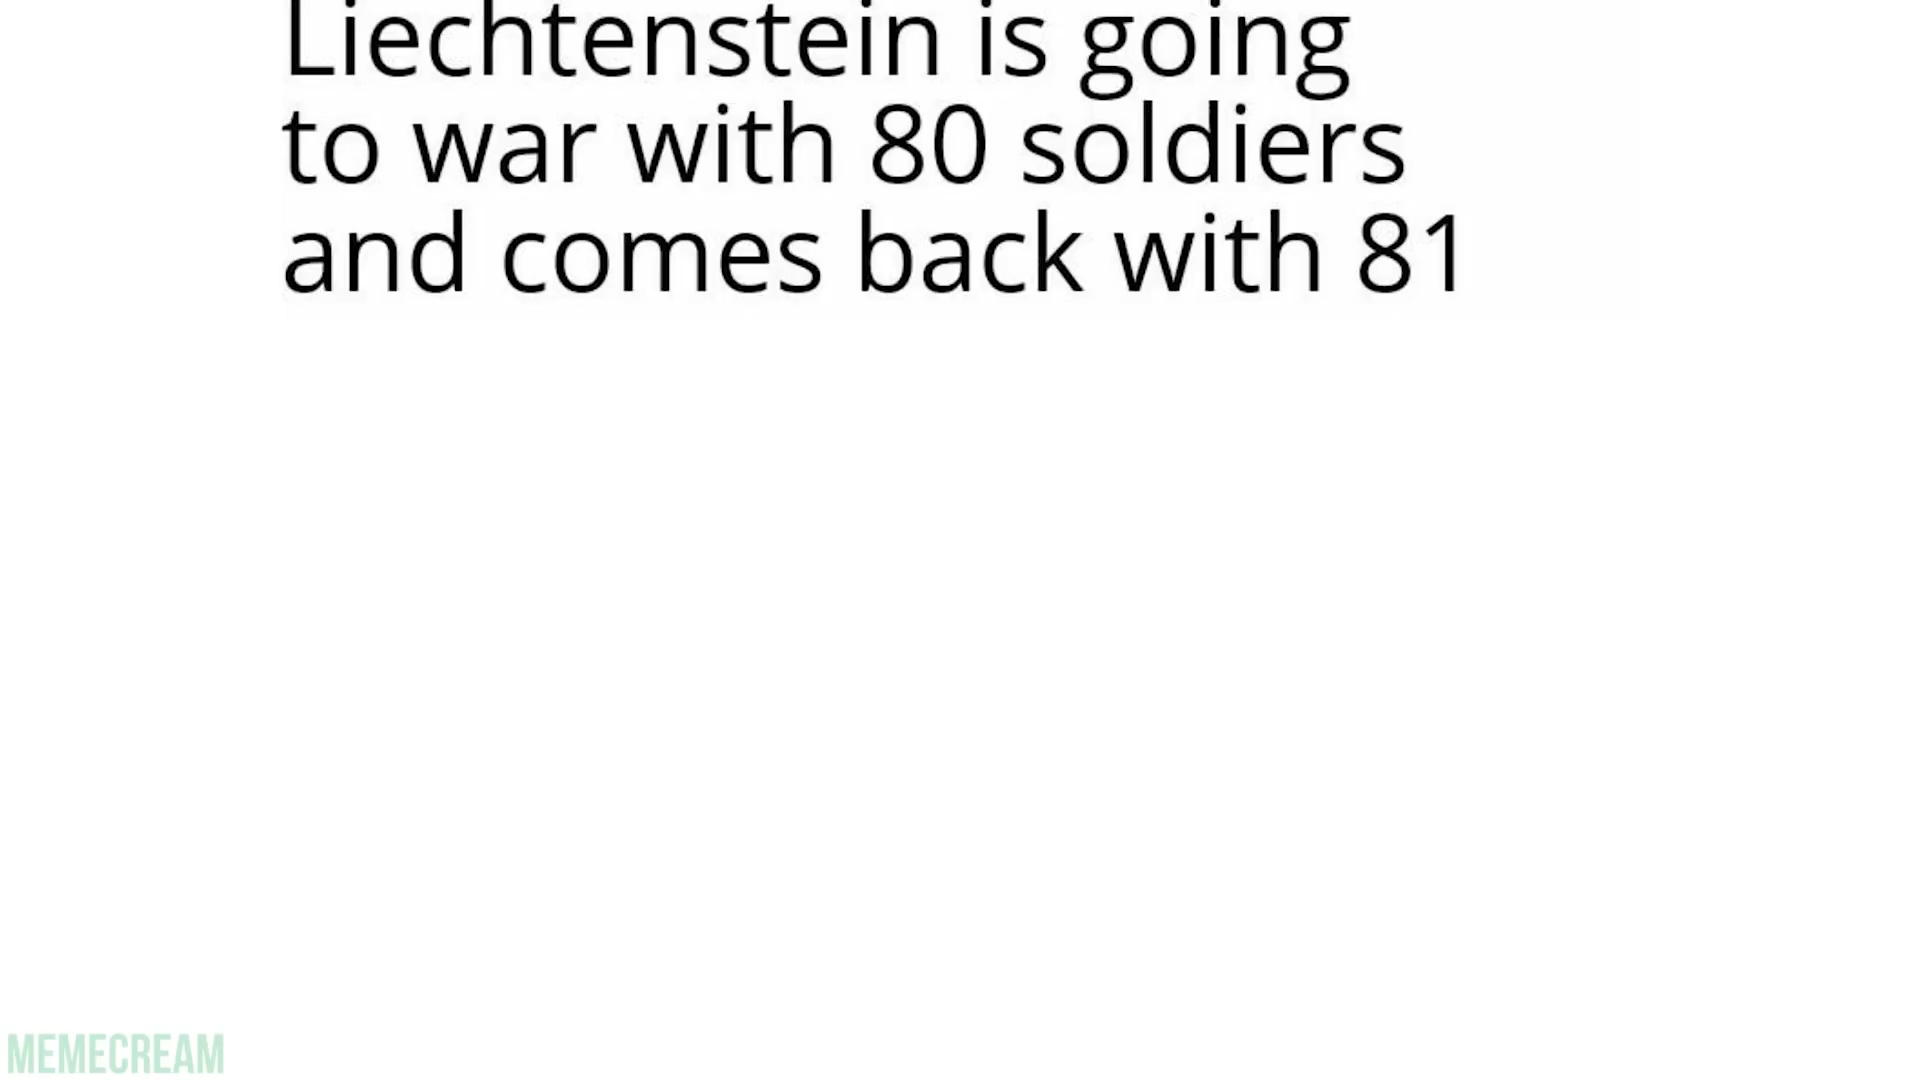 Liechtenstein is going
to war with 80 soldiers
and comes back with 81
MEMECREAM